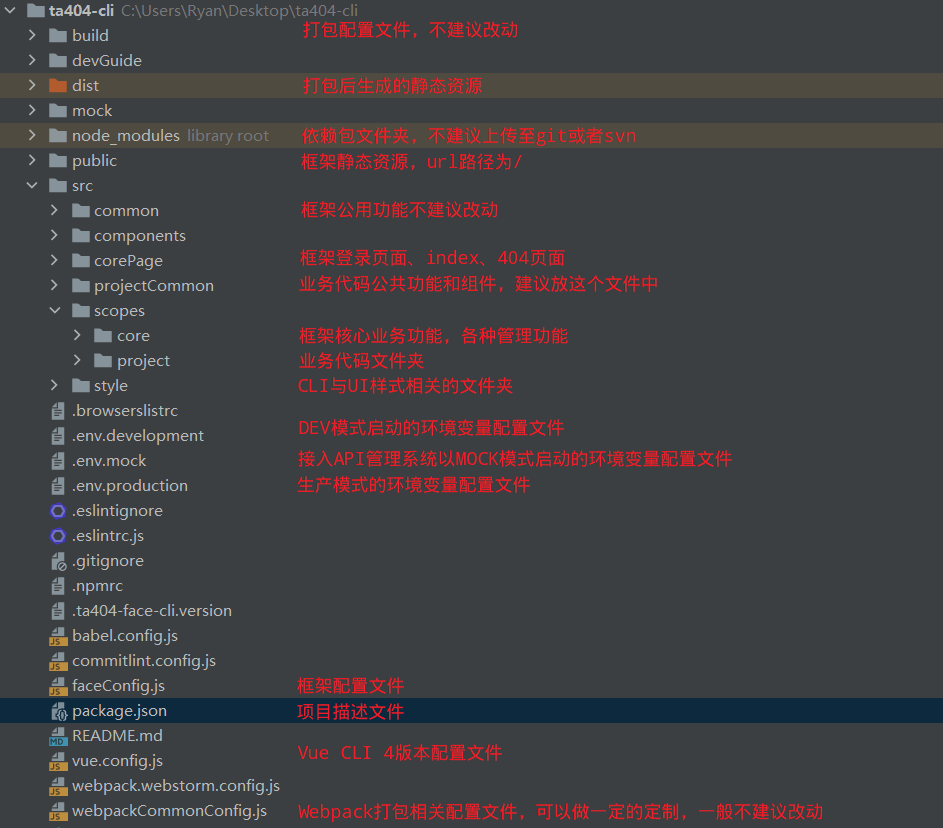 ta404-cli C:\Users\Ryan\Desktop\ta404-cli
build 打包配置文件，不建议改动
devGuide
dist 打包后生成的静态资源
mock
node_modules library root 依赖包文件夹，不建议上传至git或者svn
public 框架静态资源，url路径为/
src
common 框架公用功能不建议改动
components
corePage 框架登录页面、index、404页面
projectCommon 业务代码公共功能和组件，建议放这个文件中
scopes
core 框架核心业务功能，各种管理功能
project 业务代码文件夹
style CLI与UI样式相关的文件夹
.browserslistrc
.env.development DEV模式启动的环境变量配置文件
.env.mock 接入API管理系统以MOCK模式启动的环境变量配置文件
.env.production 生产模式的环境变量配置文件
.eslintignore
.eslintrc.js
.gitignore
.npmrc
.ta404-face-cli.version
babel.config.js
commitlint.config.js
faceConfig.js 框架配置文件
package.json 项目描述文件
README.md
vue.config.js Vue CLI 4版本配置文件
webpack.webstorm.config.js
webpackCommonConfig.js Webpack打包相关配置文件，可以做一定的定制，一般不建议改动